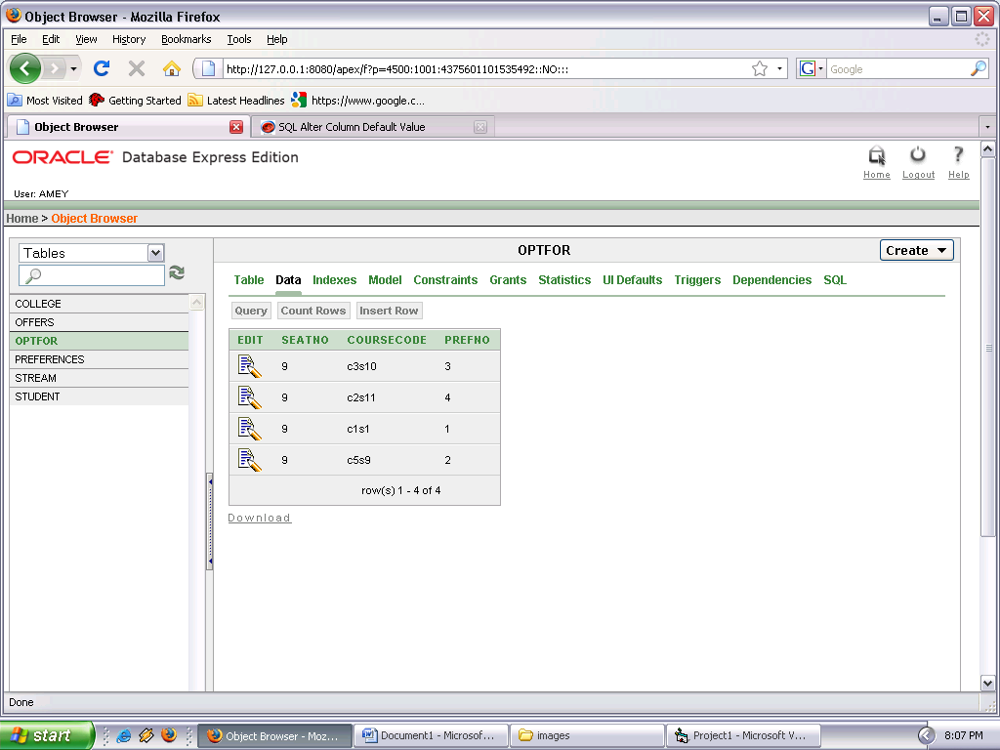 Object Browser - Mozilla Firefox
File Edit View History Bookmarks Tools Help
http://127.0.0.1:8080/apex/f?p=4500:1001:4375601101535492::NO::: Google
Most Visited Getting Started Latest Headlines https://www.google.c...
Object Browser SQL Alter Column Default Value
ORACLE Database Express Edition
Home Logout Help
User: AMEY
Home > Object Browser
Tables
OPTFOR Create
Table Data Indexes Model Constraints Grants Statistics UI Defaults Triggers Dependencies SQL
COLLEGE
OFFERS
OPTFOR
PREFERENCES
STREAM
STUDENT
Query Count Rows Insert Row
EDIT SEATNO COURSECODE PREFNO
9 c3s10 3
9 c2s11 4
9 c1s1 1
9 c5s9 2
row(s) 1 - 4 of 4
Download
Done
start Object Browser - Moz... Document1 - Microsof... images Project1 - Microsoft V... 8:07 PM